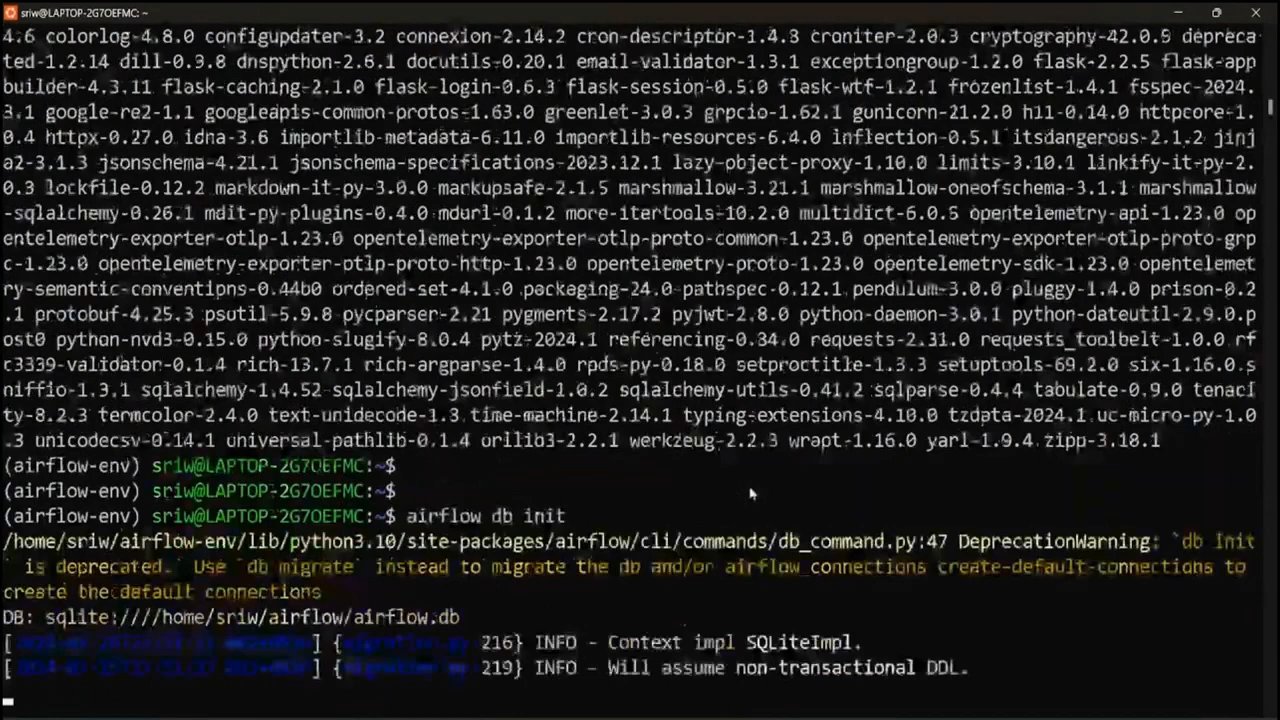 sriw@LAPTOP-2G7OEFMC: ~
4.6 colorlog-4.8.0 configupdater-3.2 connexion-2.14.2 cron-descriptor-1.4.3 croniter-2.0.3 cryptography-42.0.5 depreca
ted-1.2.14 dill-0.3.8 dnspython-2.6.1 docutils-0.20.1 email-validator-1.3.1 exceptiongroup-1.2.0 flask-2.2.5 flask-app
builder-4.3.11 flask-caching-2.1.0 flask-login-0.6.3 flask-session-0.5.0 flask-wtf-1.2.1 frozenlist-1.4.1 fsspec-2024.
3.1 google-re2-1.1 googleapis-common-protos-1.63.0 greenlet-3.0.3 grpcio-1.62.1 gunicorn-21.2.0 h11-0.14.0 httpcore-1.
0.4 httpx-0.27.0 idna-3.6 importlib-metadata-6.11.0 importlib-resources-6.4.0 inflection-0.5.1 itsdangerous-2.1.2 jinj
a2-3.1.3 jsonschema-4.21.1 jsonschema-specifications-2023.12.1 lazy-object-proxy-1.10.0 limits-3.10.1 linkify-it-py-2.
0.3 lockfile-0.12.2 markdown-it-py-3.0.0 markupsafe-2.1.5 marshmallow-3.21.1 marshmallow-oneofschema-3.1.1 marshmallow
-sqlalchemy-0.26.1 mdit-py-plugins-0.4.0 mdurl-0.1.2 more-itertools-10.2.0 multidict-6.0.5 opentelemetry-api-1.23.0 op
entelemetry-exporter-otlp-1.23.0 opentelemetry-exporter-otlp-proto-common-1.23.0 opentelemetry-exporter-otlp-proto-grp
c-1.23.0 opentelemetry-exporter-otlp-proto-http-1.23.0 opentelemetry-proto-1.23.0 opentelemetry-sdk-1.23.0 opentelemet
ry-semantic-conventions-0.44b0 ordered-set-4.1.0 packaging-24.0 pathspec-0.12.1 pendulum-3.0.0 pluggy-1.4.0 prison-0.2
.1 protobuf-4.25.3 psutil-5.9.8 pycparser-2.21 pygments-2.17.2 pyjwt-2.8.0 python-daemon-3.0.1 python-dateutil-2.9.0.p
ost0 python-nvd3-0.15.0 python-slugify-8.0.4 pytz-2024.1 referencing-0.34.0 requests-2.31.0 requests_toolbelt-1.0.0 rf
c3339-validator-0.1.4 rich-13.7.1 rich-argparse-1.4.0 rpds-py-0.18.0 setproctitle-1.3.3 setuptools-69.2.0 six-1.16.0 s
niffio-1.3.1 sqlalchemy-1.4.52 sqlalchemy-jsonfield-1.0.2 sqlalchemy-utils-0.41.2 sqlparse-0.4.4 tabulate-0.9.0 tenaci
ty-8.2.3 termcolor-2.4.0 text-unidecode-1.3 time-machine-2.14.1 typing-extensions-4.10.0 tzdata-2024.1 uc-micro-py-1.0
.3 unicodecsv-0.14.1 universal-pathlib-0.1.4 urllib3-2.2.1 werkzeug-2.2.3 wrapt-1.16.0 yarl-1.9.4 zipp-3.18.1
(airflow-env) sriw@LAPTOP-2G7OEFMC:~$
(airflow-env) sriw@LAPTOP-2G7OEFMC:~$
(airflow-env) sriw@LAPTOP-2G7OEFMC:~$ airflow db init
/home/sriw/airflow-env/lib/python3.10/site-packages/airflow/cli/commands/db_command.py:47 DeprecationWarning: `db init
` is deprecated.  Use `db migrate` instead to migrate the db and/or airflow connections create-default-connections to
create the default connections
DB: sqlite:////home/sriw/airflow/airflow.db
[ ] {migration.py 216} INFO - Context impl SQLiteImpl.
[ ] {migration.py 219} INFO - Will assume non-transactional DDL.